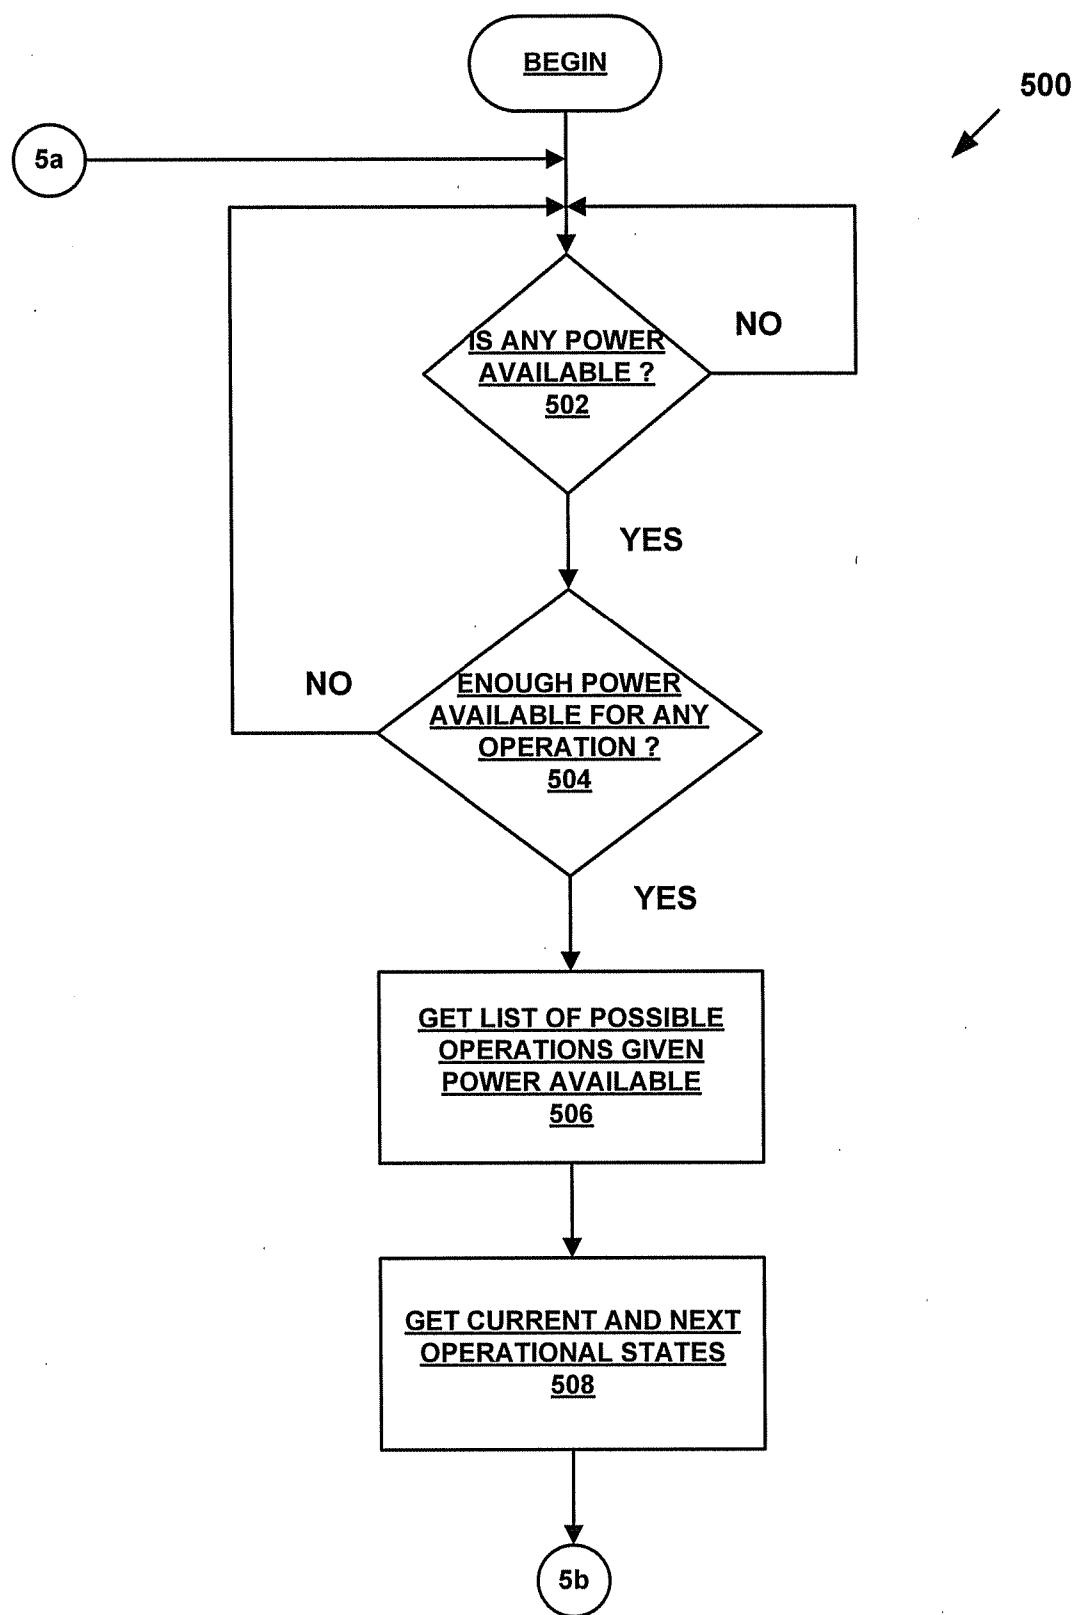 BEGIN
500
5a
IS ANY POWER
AVAILABLE ?
502
NO
YES
ENOUGH POWER
AVAILABLE FOR ANY
OPERATION ?
504
NO
YES
GET LIST OF POSSIBLE
OPERATIONS GIVEN
POWER AVAILABLE
506
GET CURRENT AND NEXT
OPERATIONAL STATES
508
5b